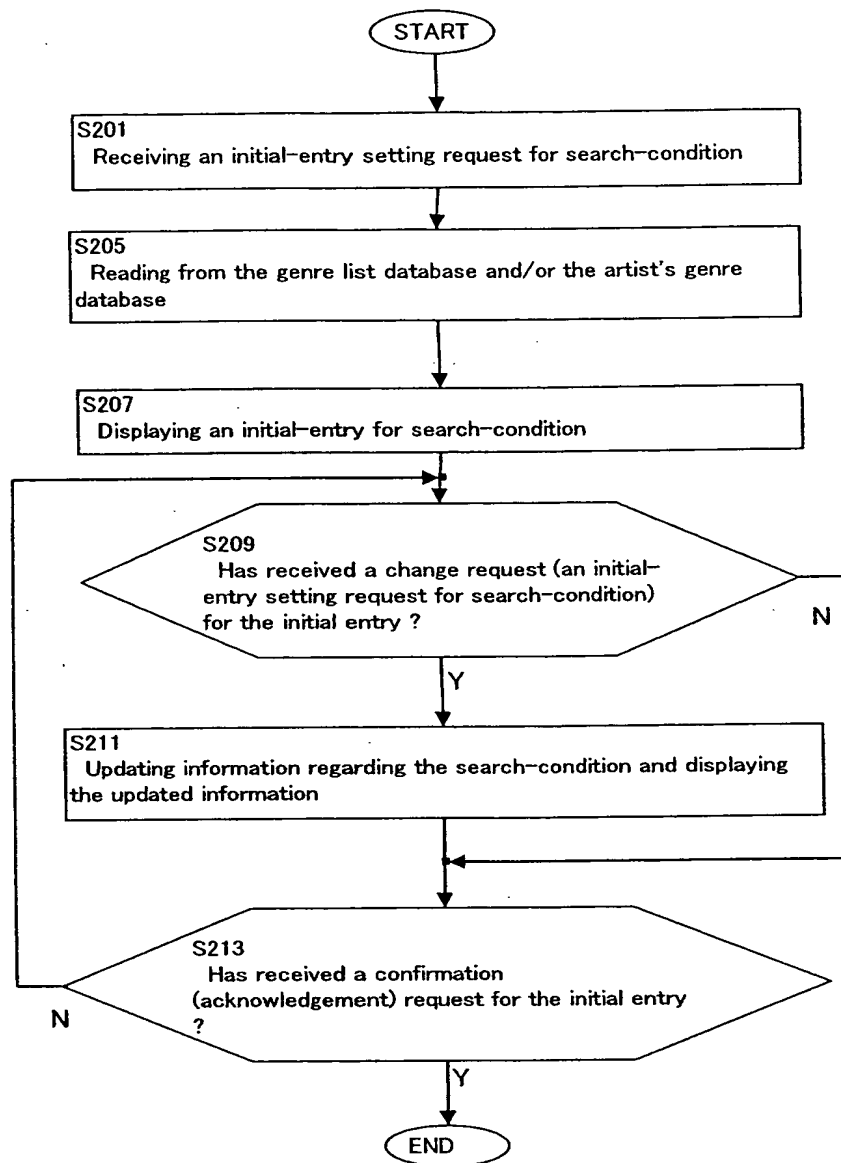 START
S201
Receiving an initial-entry setting request for search-condition
S205
Reading from the genre list database and/or the artist's genre
database
S207
Displaying an initial-entry for search-condition
S209
Has received a change request (an initial-
entry setting request for search-condition)
for the initial entry ?
N
Y
S211
Updating information regarding the search-condition and displaying
the updated information
S213
Has received a confirmation
(acknowledgement) request for the initial entry
?
N
Y
END